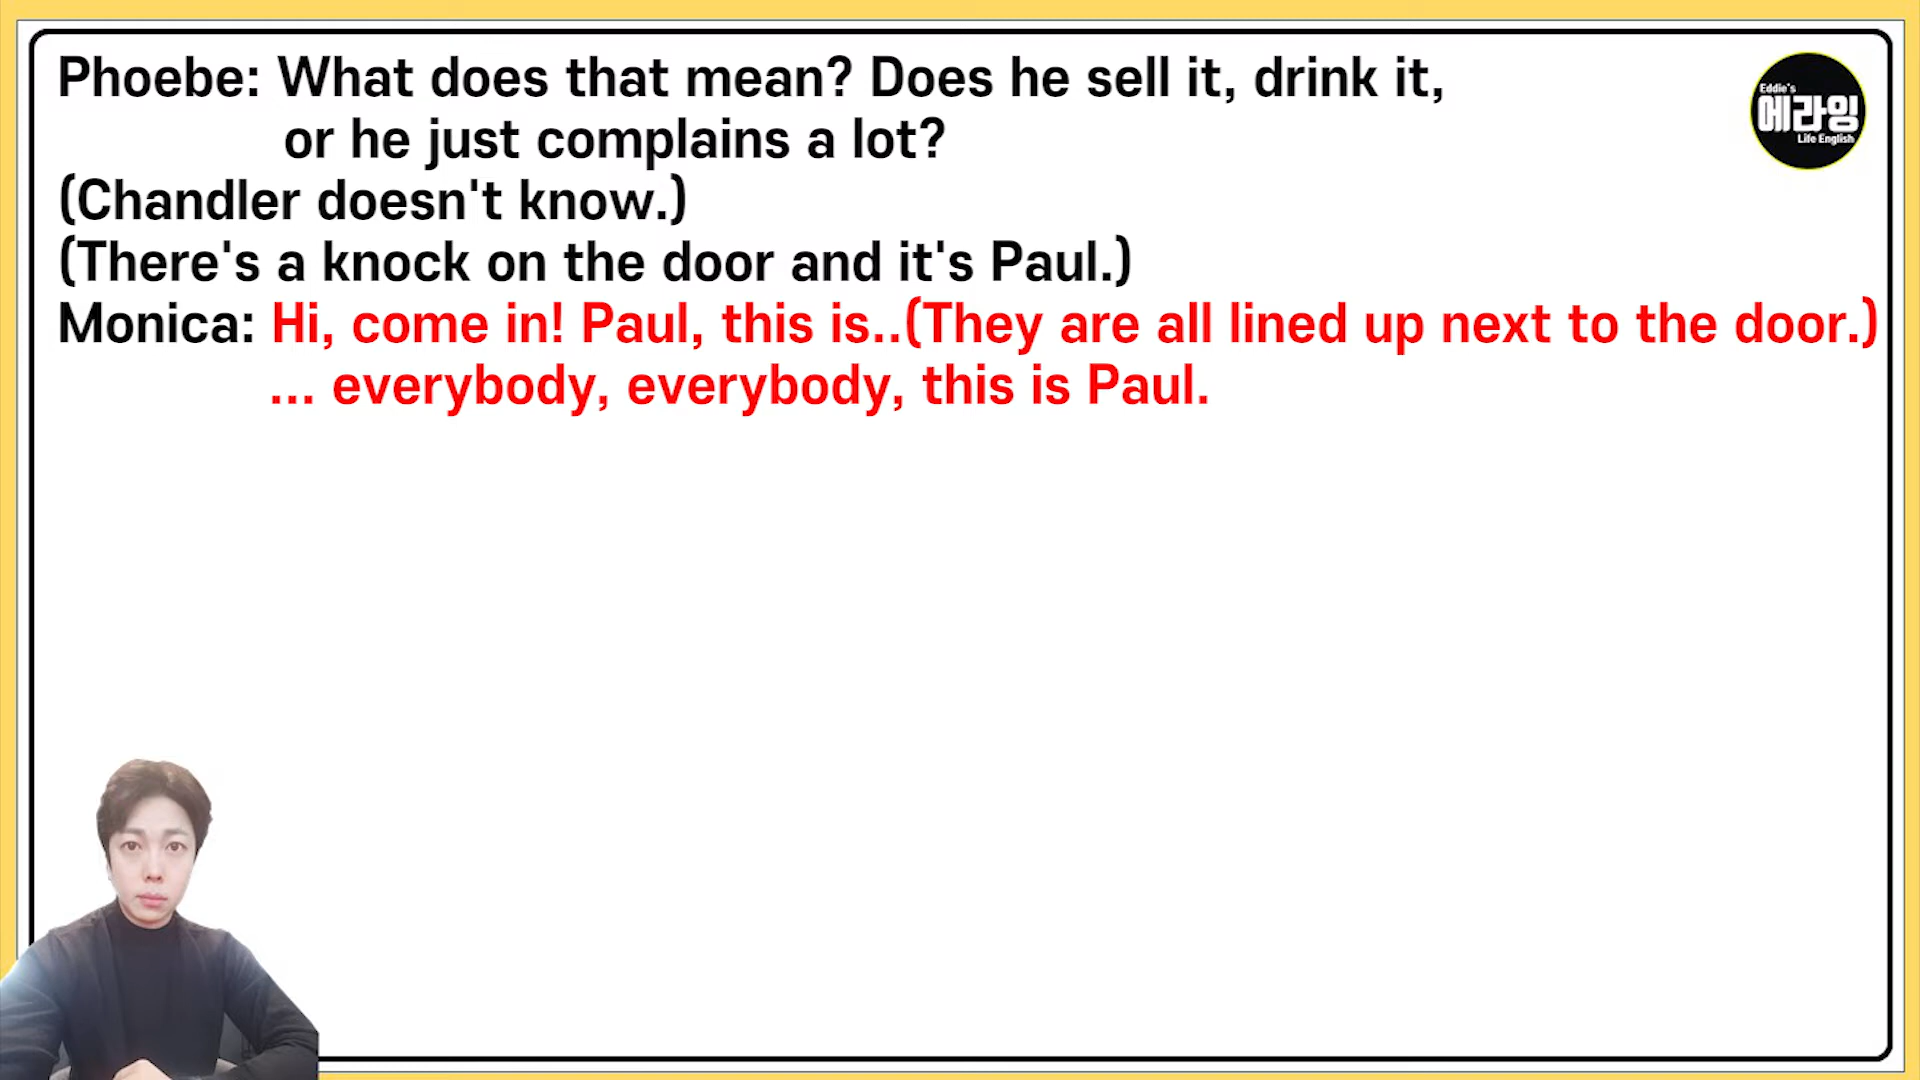 Phoebe: What does that mean? Does he sell it, drink it,
or he just complains a lot?
(Chandler doesn't know.)
(There's a knock on the door and it's Paul.)
Monica: Hi, come in! Paul, this is..(They are all lined up next to the door.)
... everybody, everybody, this is Paul.
Eddie's
에라잉
Life English